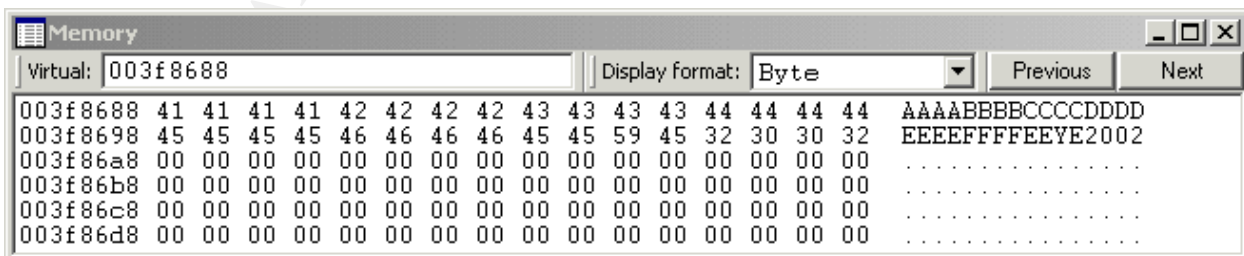 Memory
Virtual: 003f8688 Display format: Byte Previous Next
003f8688 41 41 41 41 42 42 42 42 43 43 43 43 44 44 44 44 AAAABBBBCCCCDDDD
003f8698 45 45 45 45 46 46 46 46 45 45 59 45 32 30 30 32 EEEEFFFFEEYE2002
003f86a8 00 00 00 00 00 00 00 00 00 00 00 00 00 00 00 00 ................
003f86b8 00 00 00 00 00 00 00 00 00 00 00 00 00 00 00 00 ................
003f86c8 00 00 00 00 00 00 00 00 00 00 00 00 00 00 00 00 ................
003f86d8 00 00 00 00 00 00 00 00 00 00 00 00 00 00 00 00 ................